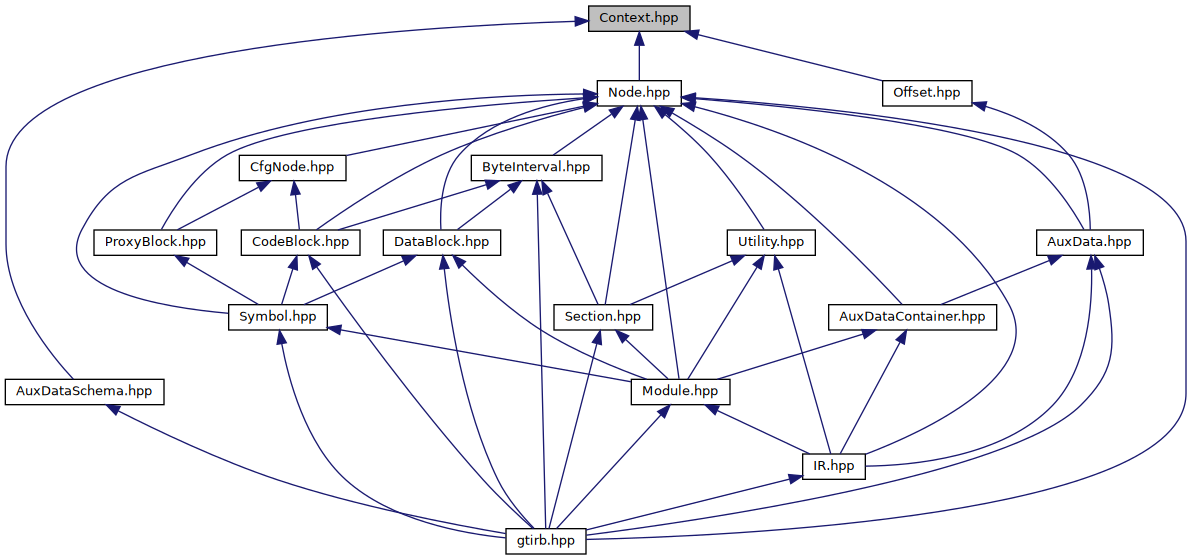 Context.hpp
Node.hpp
Offset.hpp
CfgNode.hpp
ByteInterval.hpp
ProxyBlock.hpp
CodeBlock.hpp
DataBlock.hpp
Utility.hpp
AuxData.hpp
Symbol.hpp
Section.hpp
AuxDataContainer.hpp
AuxDataSchema.hpp
Module.hpp
IR.hpp
gtirb.hpp